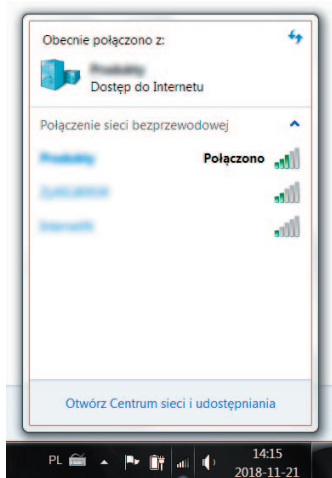 Obecnie połączono z:
Dostęp do Internetu
Połączenie sieci bezprzewodowej
Połączono
Otwórz Centrum sieci i udostępniania
PL
14:15
2018-11-21